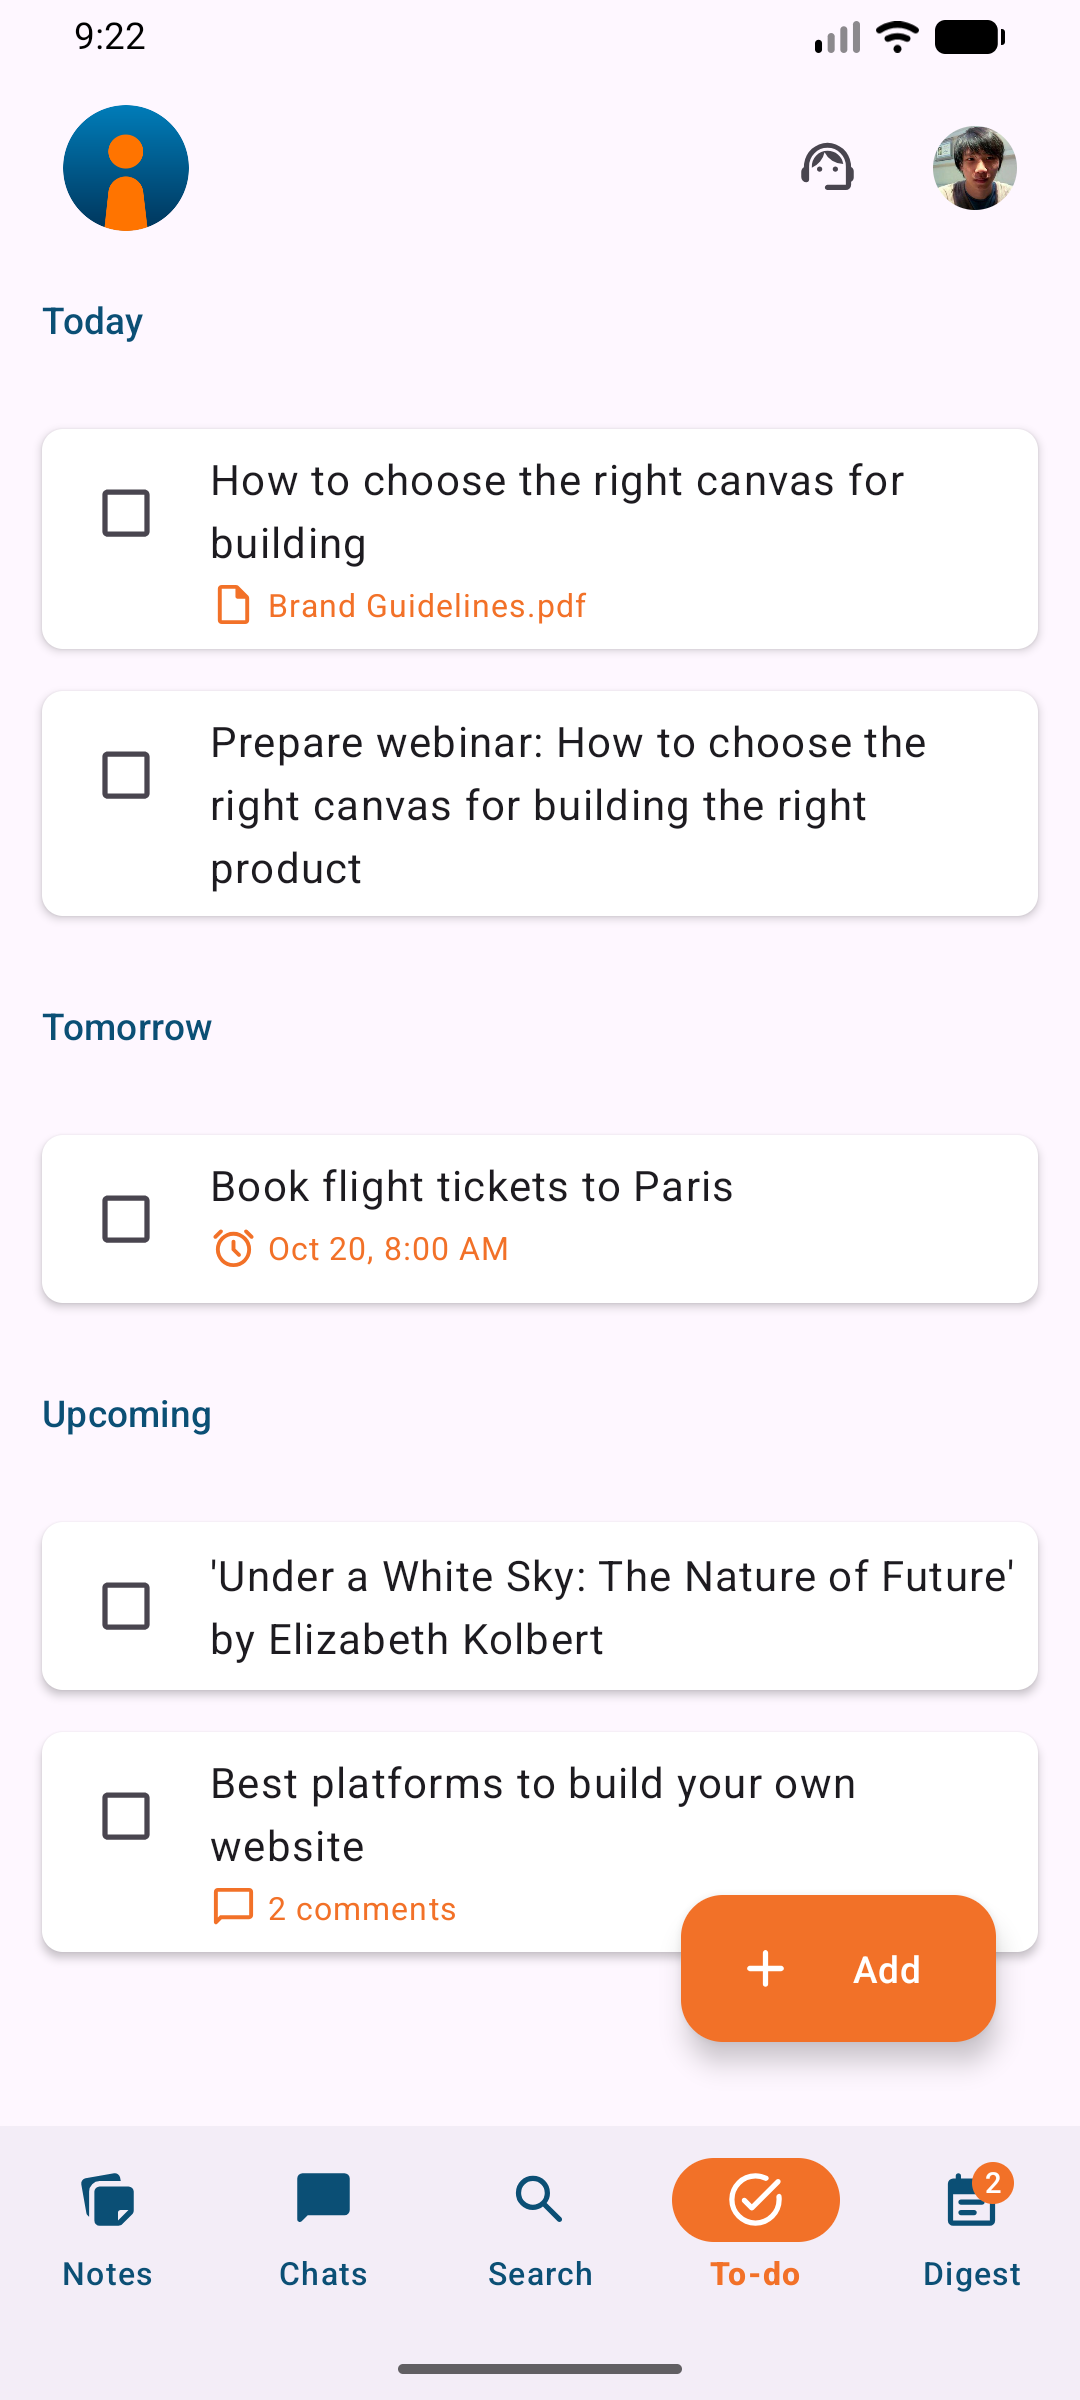 9:22
Today
How to choose the right canvas for
building
Brand Guidelines.pdf
Prepare webinar: How to choose the
right canvas for building the right
product
Tomorrow
Book flight tickets to Paris
Oct 20, 8:00 AM
Upcoming
'Under a White Sky: The Nature of Future'
by Elizabeth Kolbert
Best platforms to build your own
website
2 comments
Add
2
Notes
Chats
Search
To-do
Digest